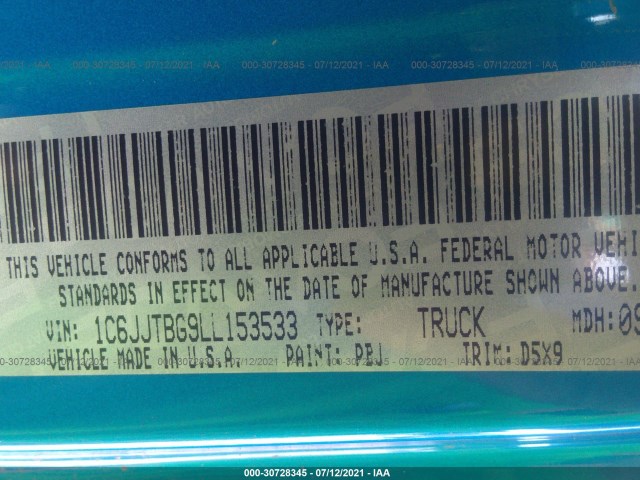 000-30728345 - 07/12/2021 - IAA
THIS VEHICLE CONFORMS TO ALL APPLICABLE U.S.A. FEDERAL MOTOR VEHI
STANDARDS IN EFFECT ON THE DATE OF MANUFACTURE SHOWN ABOVE.
VIN: 1C6JJTBG9LL153533 TYPE: TRUCK MDH: 09
VEHICLE MADE IN U.S.A. PAINT: PBJ TRIM: D5X9
000-30728345 - 07/12/2021 - IAA